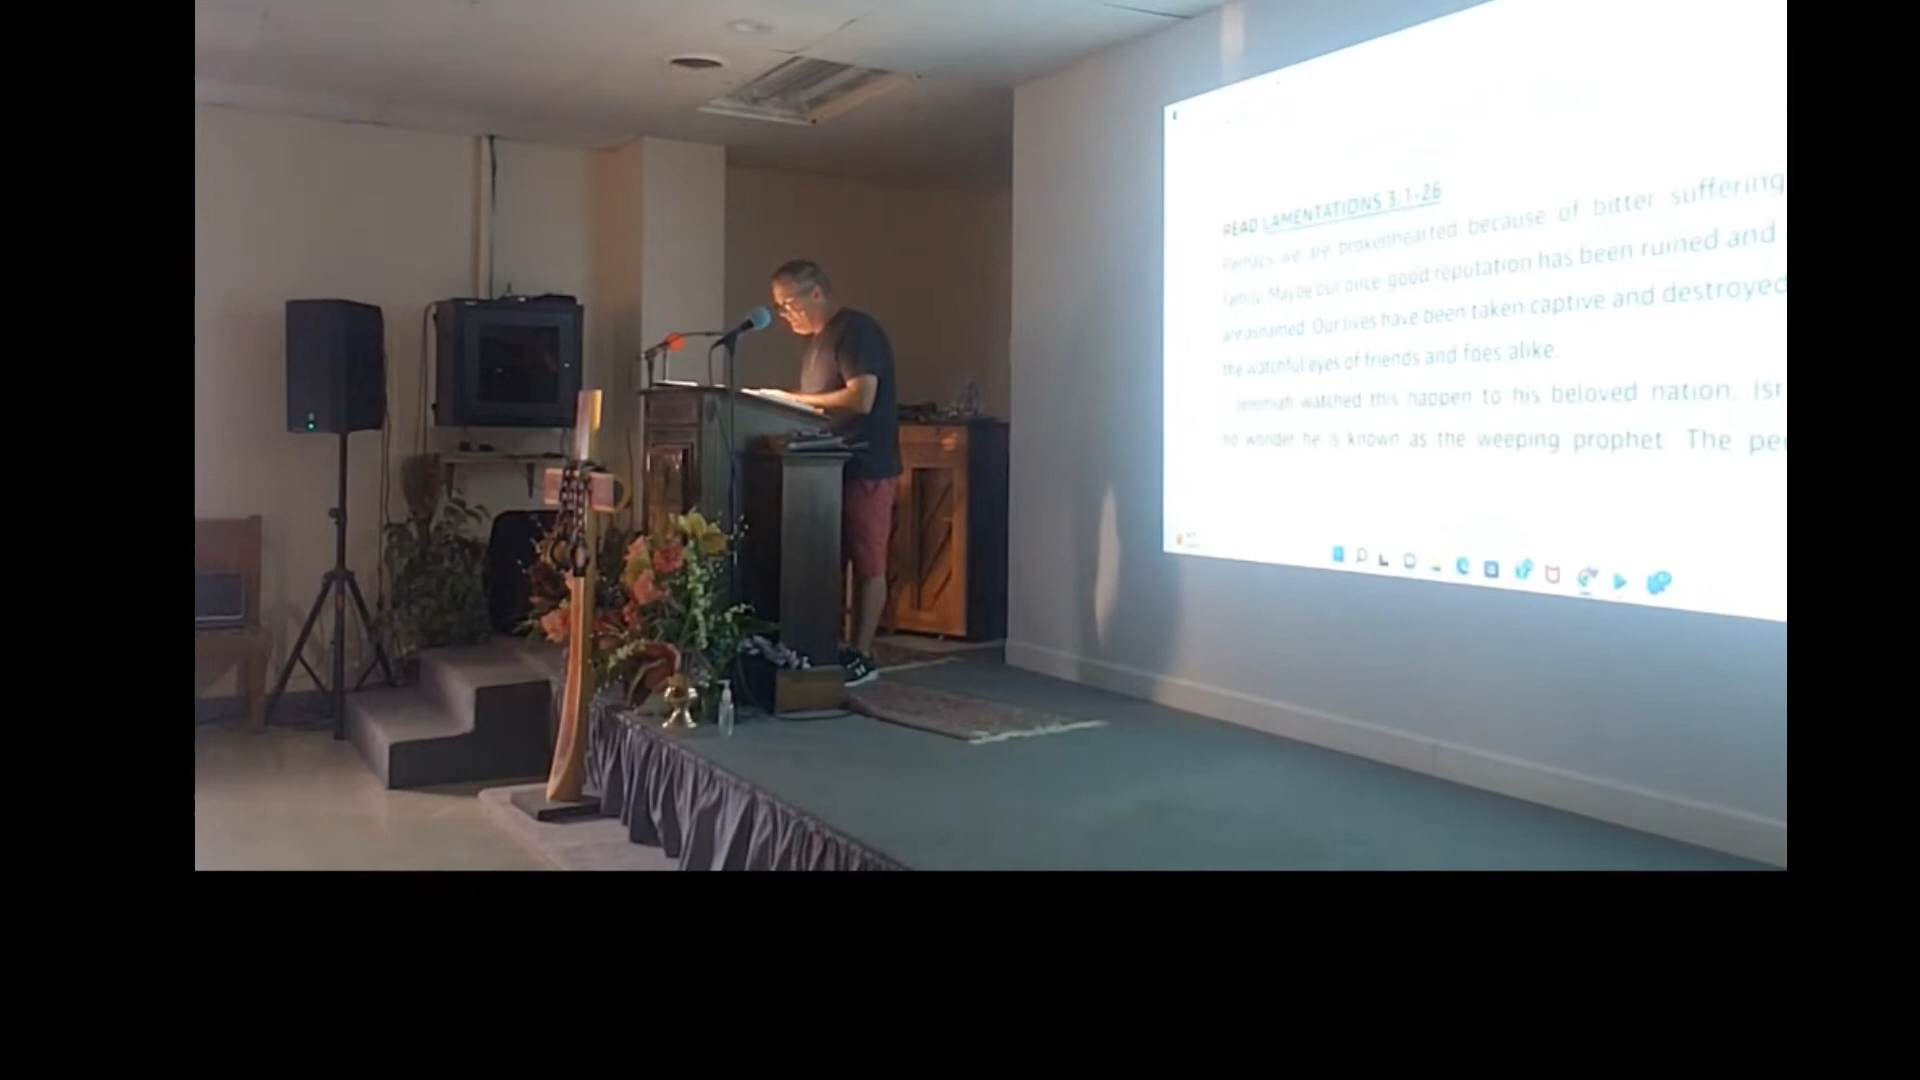 READ LAMENTATIONS 3:1-26
Perhaps we are brokenhearted because of bitter suffering
family. Maybe our once-good reputation has been ruined and
are ashamed. Our lives have been taken captive and destroyed
the watchful eyes of friends and foes alike.
Jeremiah watched this happen to his beloved nation, Isr
no wonder he is known as the weeping prophet. The pe